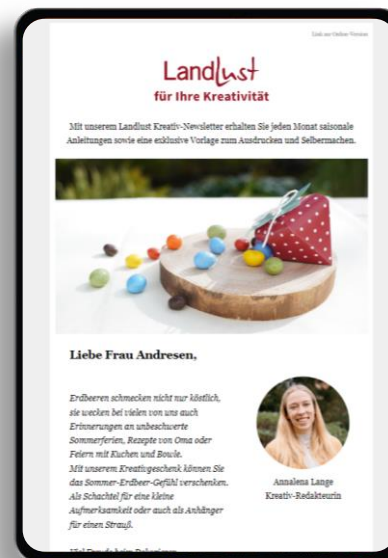 Link zur Online-Version
Landlust
für Ihre Kreativität
Mit unserem Landlust Kreativ-Newsletter erhalten Sie jeden Monat saisonale
Anleitungen sowie eine exklusive Vorlage zum Ausdrucken und Selbermachen.
Liebe Frau Andresen,
Erdbeeren schmecken nicht nur köstlich,
sie wecken bei vielen von uns auch
Erinnerungen an unbeschwerte
Sommerferien, Rezepte von Oma oder
Feiern mit Kuchen und Bowle.
Mit unserem Kreativgeschenk können Sie
das Sommer-Erdbeer-Gefühl verschenken.
Als Schachtel für eine kleine
Aufmerksamkeit oder auch als Anhänger
für einen Strauß.
Annalena Lange
Kreativ-Redakteurin